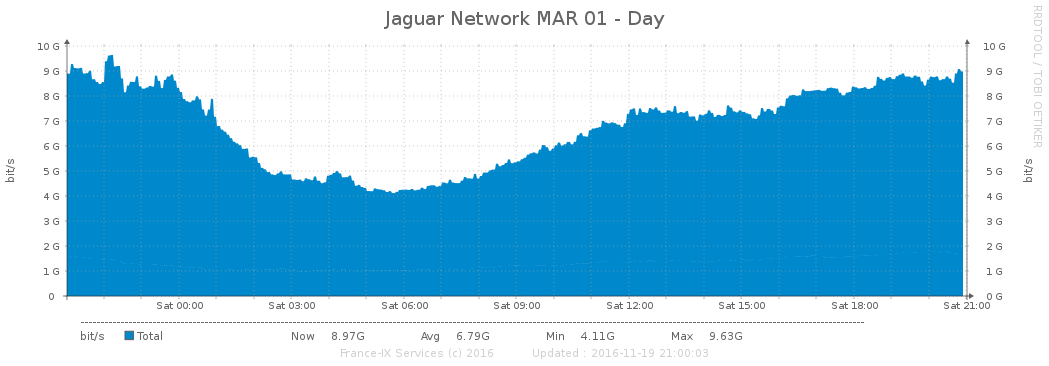 Jaguar Network MAR 01 - Day
RRDTOOL / TOBI OETIKER
bit/s
10 G
9 G
8 G
7 G
6 G
5 G
4 G
3 G
2 G
1 G
0
10 G
9 G
8 G
7 G
6 G
5 G
4 G
3 G
2 G
1 G
0 G
bit/s
Sat 00:00 Sat 03:00 Sat 06:00 Sat 09:00 Sat 12:00 Sat 15:00 Sat 18:00 Sat 21:00
bit/s Total Now 8.97G Avg 6.79G Min 4.11G Max 9.63G
France-IX Services (c) 2016 Updated : 2016-11-19 21:00:03